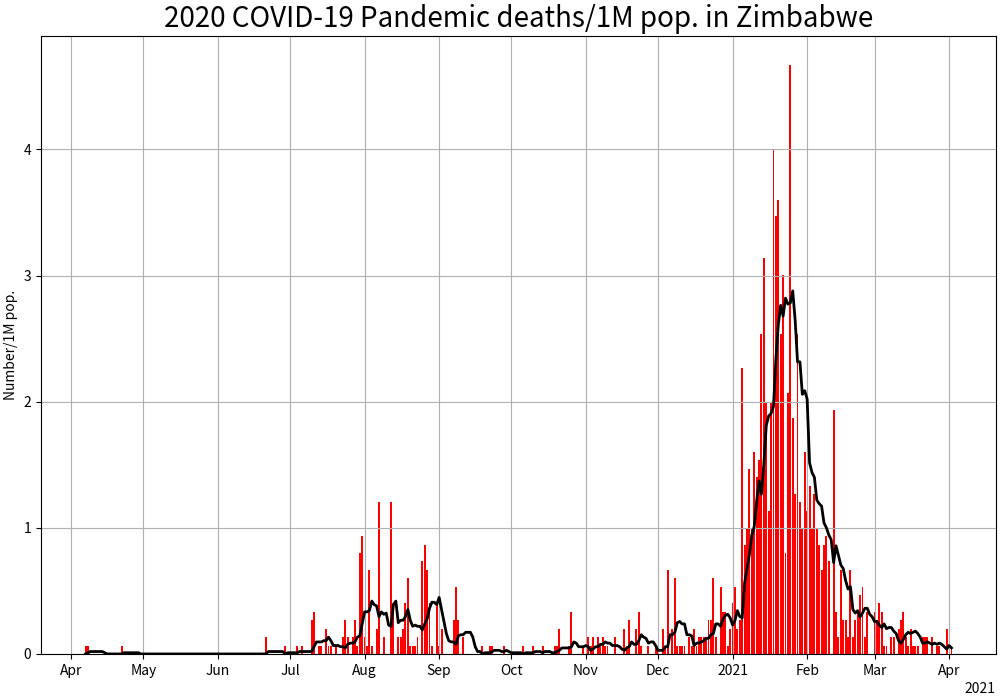 2020 COVID-19 Pandemic deaths/1M pop. in Zimbabwe
Number/1M pop.
4
3
2
1
0
Apr May Jun Jul Aug Sep Oct Nov Dec 2021 Feb Mar Apr
2021